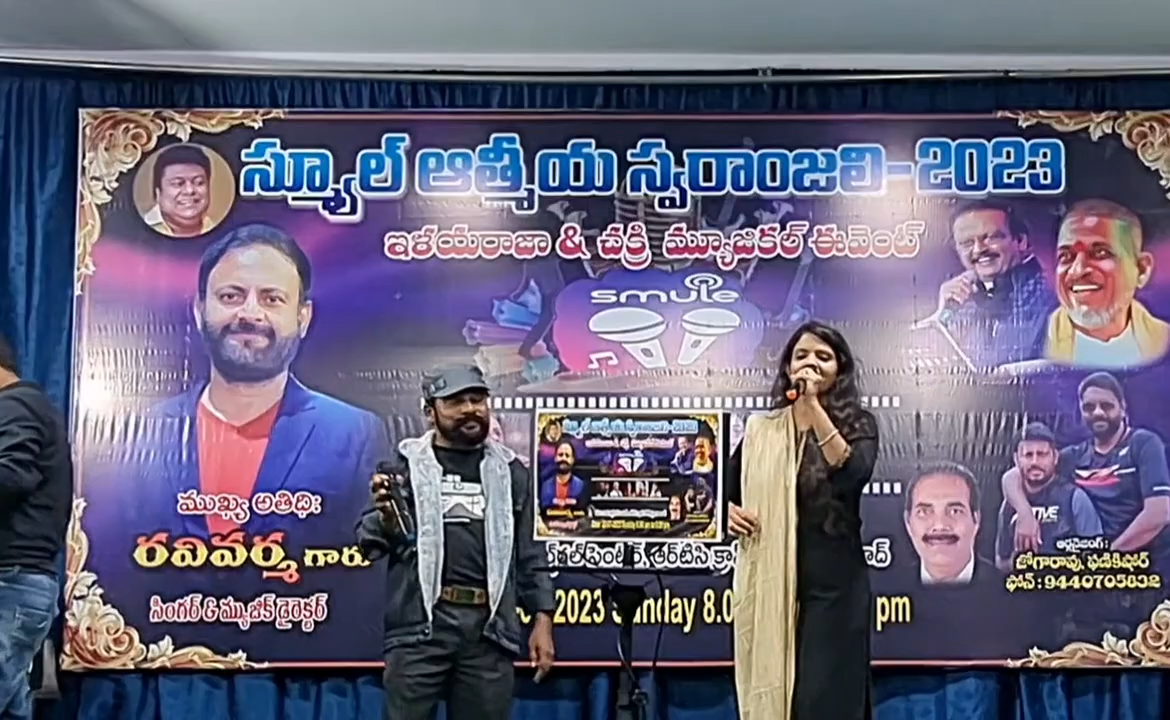 స్మ్యూల్ ఆత్మీయ స్వరాంజలి-2023
ఇళయరాజా & చక్రి మ్యూజికల్ ఈవెంట్
smule
ముఖ్య అతిథి:
రవివర్మ గారు
సింగర్ & మ్యుజిక్ డైరెక్టర్
ఆర్టిసి
2023 Sunday 8.0 pm
ఆర్గనైజింగ్ :
జోగారావు, ఫణికిషోర్
ఫోన్ : 9440705832